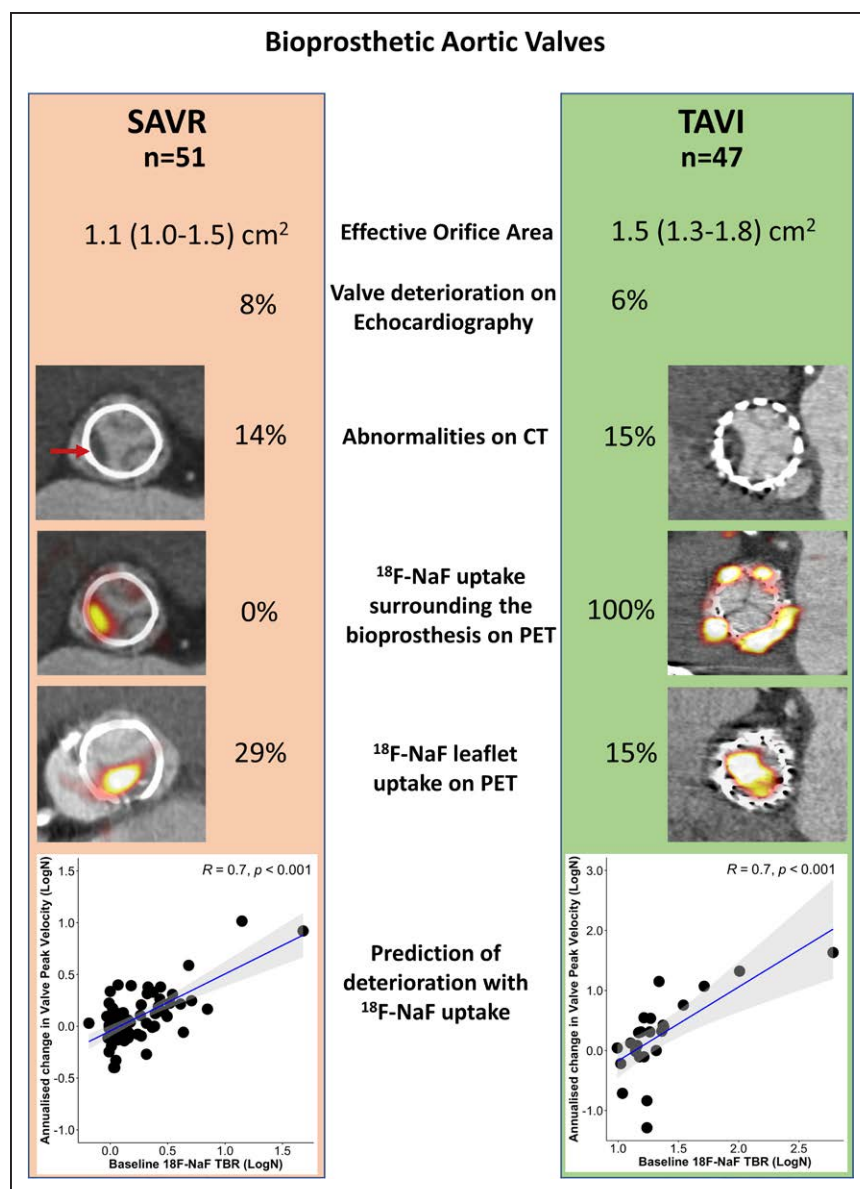 Bioprosthetic Aortic Valves
SAVR
n=51
TAVI
n=47
1.1 (1.0-1.5) cm²
Effective Orifice Area
1.5 (1.3-1.8) cm²
8%
Valve deterioration on
Echocardiography
6%
14%
Abnormalities on CT
15%
0%
¹⁸F-NaF uptake
surrounding the
bioprosthesis on PET
100%
29%
¹⁸F-NaF leaflet
uptake on PET
15%
Annualised change in Valve Peak Velocity (LogN)
1.5
1.0
0.5
0.0
-0.5
-1.0
R = 0.7, p < 0.001
0.0
0.5
1.0
1.5
Baseline 18F-NaF TBR (LogN)
Prediction of
deterioration with
¹⁸F-NaF uptake
Annualised change in Valve Peak Velocity (LogN)
3.0
2.0
1.0
0.0
-1.0
R = 0.7, p < 0.001
1.0
1.5
2.0
2.5
Baseline 18F-NaF TBR (LogN)